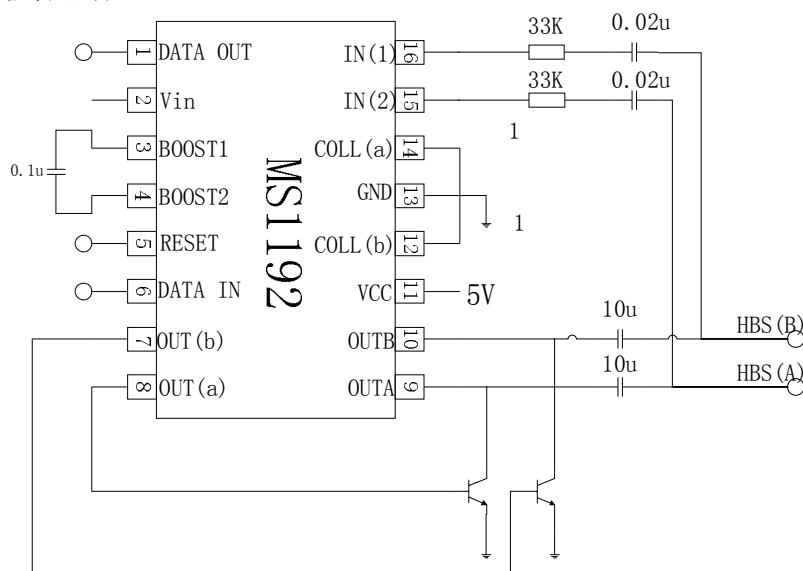 33K
0.02u
1 DATA OUT
IN(1) 16
33K
0.02u
2 Vin
IN(2) 15
1
3 BOOST1
COLL(a) 14
0.1u
4 BOOST2
GND 13
1
5 RESET
COLL(b) 12
MS1192
6 DATA IN
VCC 11
5V
10u
HBS(B)
7 OUT(b)
OUTB 10
10u
HBS(A)
8 OUT(a)
OUTA 9